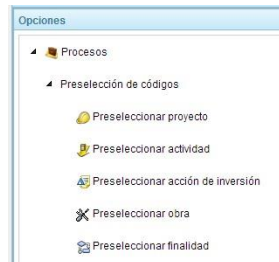 Opciones
Procesos
Preselección de códigos
Preseleccionar proyecto
Preseleccionar actividad
Preseleccionar acción de inversión
Preseleccionar obra
Preseleccionar finalidad